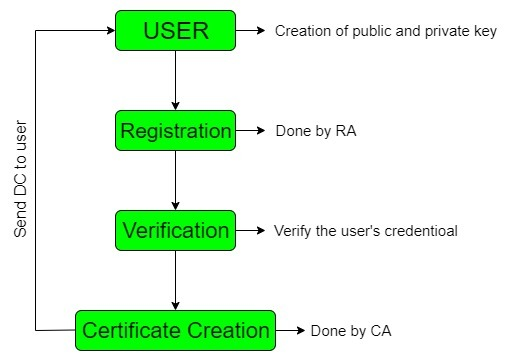 USER
Creation of public and private key
Registration
Done by RA
Send DC to user
Verification
Verify the user's credentioal
Certificate Creation
Done by CA